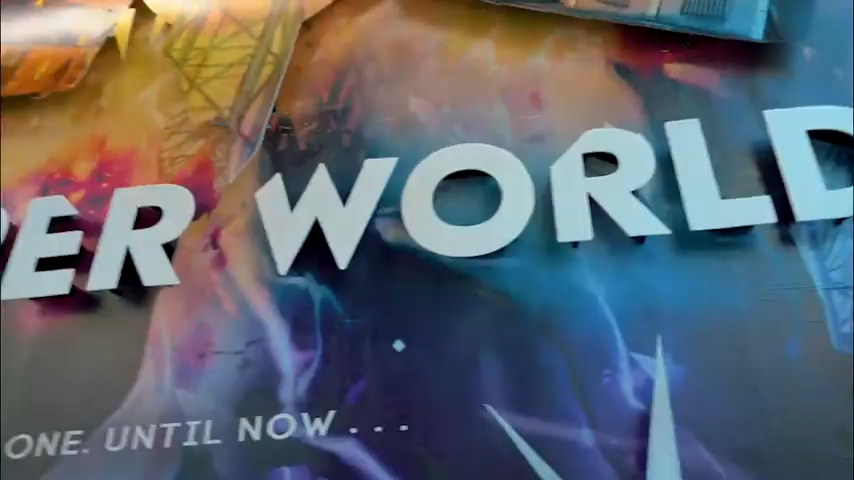 ER WORLD
ONE. UNTIL NOW . . .